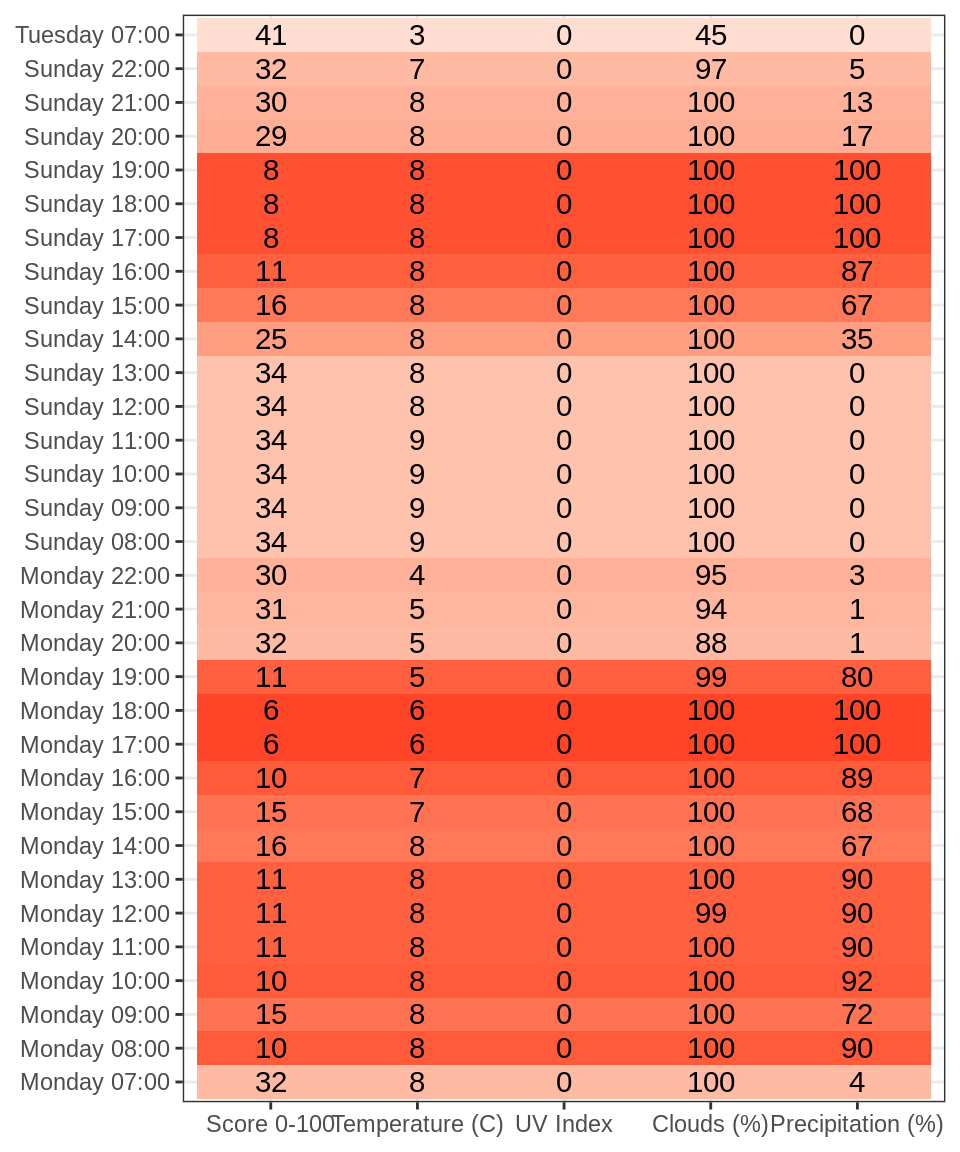 Tuesday 07:00 41 3 0 45 0
Sunday 22:00 32 7 0 97 5
Sunday 21:00 30 8 0 100 13
Sunday 20:00 29 8 0 100 17
Sunday 19:00 8 8 0 100 100
Sunday 18:00 8 8 0 100 100
Sunday 17:00 8 8 0 100 100
Sunday 16:00 11 8 0 100 87
Sunday 15:00 16 8 0 100 67
Sunday 14:00 25 8 0 100 35
Sunday 13:00 34 8 0 100 0
Sunday 12:00 34 8 0 100 0
Sunday 11:00 34 9 0 100 0
Sunday 10:00 34 9 0 100 0
Sunday 09:00 34 9 0 100 0
Sunday 08:00 34 9 0 100 0
Monday 22:00 30 4 0 95 3
Monday 21:00 31 5 0 94 1
Monday 20:00 32 5 0 88 1
Monday 19:00 11 5 0 99 80
Monday 18:00 6 6 0 100 100
Monday 17:00 6 6 0 100 100
Monday 16:00 10 7 0 100 89
Monday 15:00 15 7 0 100 68
Monday 14:00 16 8 0 100 67
Monday 13:00 11 8 0 100 90
Monday 12:00 11 8 0 99 90
Monday 11:00 11 8 0 100 90
Monday 10:00 10 8 0 100 92
Monday 09:00 15 8 0 100 72
Monday 08:00 10 8 0 100 90
Monday 07:00 32 8 0 100 4
Score 0-100 Temperature (C) UV Index Clouds (%) Precipitation (%)